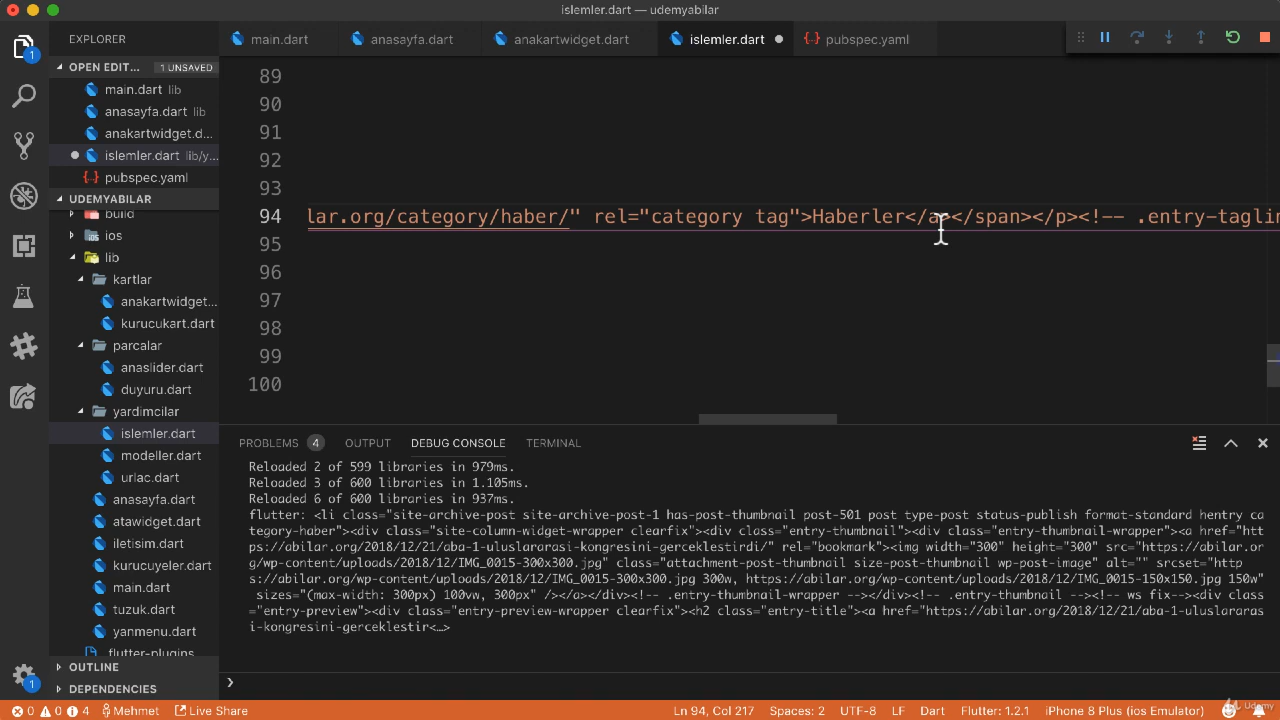 islemler.dart — udemyabilar
EXPLORER
main.dart
anasayfa.dart
anakartwidget.dart
islemler.dart
pubspec.yaml
OPEN EDIT...
1 UNSAVED
main.dart lib
anasayfa.dart lib
anakartwidget.d...
islemler.dart lib/y...
pubspec.yaml
UDEMYABILAR
build
ios
lib
kartlar
anakartwidget...
kurucukart.dart
parcalar
anaslider.dart
duyuru.dart
yardimcilar
islemler.dart
modeller.dart
urlac.dart
anasayfa.dart
atawidget.dart
iletisim.dart
kurucuyeler.dart
main.dart
tuzuk.dart
yanmenu.dart
.flutter-plugins
OUTLINE
DEPENDENCIES
89
90
91
92
93
94 lar.org/category/haber/" rel="category tag">Haberler</a></span></p><!-- .entry-taglin
95
96
97
98
99
100
PROBLEMS 4 OUTPUT DEBUG CONSOLE TERMINAL
Reloaded 2 of 599 libraries in 979ms.
Reloaded 3 of 600 libraries in 1.105ms.
Reloaded 6 of 600 libraries in 937ms.
flutter: <li class="site-archive-post site-archive-post-1 has-post-thumbnail post-501 post type-post status-publish format-standard hentry ca
tegory-haber"><div class="site-column-widget-wrapper clearfix"><div class="entry-thumbnail"><div class="entry-thumbnail-wrapper"><a href="htt
ps://abilar.org/2018/12/21/aba-1-uluslararasi-kongresini-gerceklestirdi/" rel="bookmark"><img width="300" height="300" src="https://abilar.or
g/wp-content/uploads/2018/12/IMG_0015-300x300.jpg" class="attachment-post-thumbnail size-post-thumbnail wp-post-image" alt="" srcset="http
s://abilar.org/wp-content/uploads/2018/12/IMG_0015-300x300.jpg 300w, https://abilar.org/wp-content/uploads/2018/12/IMG_0015-150x150.jpg 150w"
 sizes="(max-width: 300px) 100vw, 300px" /></a></div><!-- .entry-thumbnail-wrapper --></div><!-- .entry-thumbnail --><!-- ws fix--><div class
="entry-preview"><div class="entry-preview-wrapper clearfix"><h2 class="entry-title"><a href="https://abilar.org/2018/12/21/aba-1-uluslararas
i-kongresini-gerceklestir<…>
1
1
0 0 4 Mehmet Live Share Ln 94, Col 217 Spaces: 2 UTF-8 LF Dart Flutter: 1.2.1 iPhone 8 Plus (ios Emulator)
Udemy